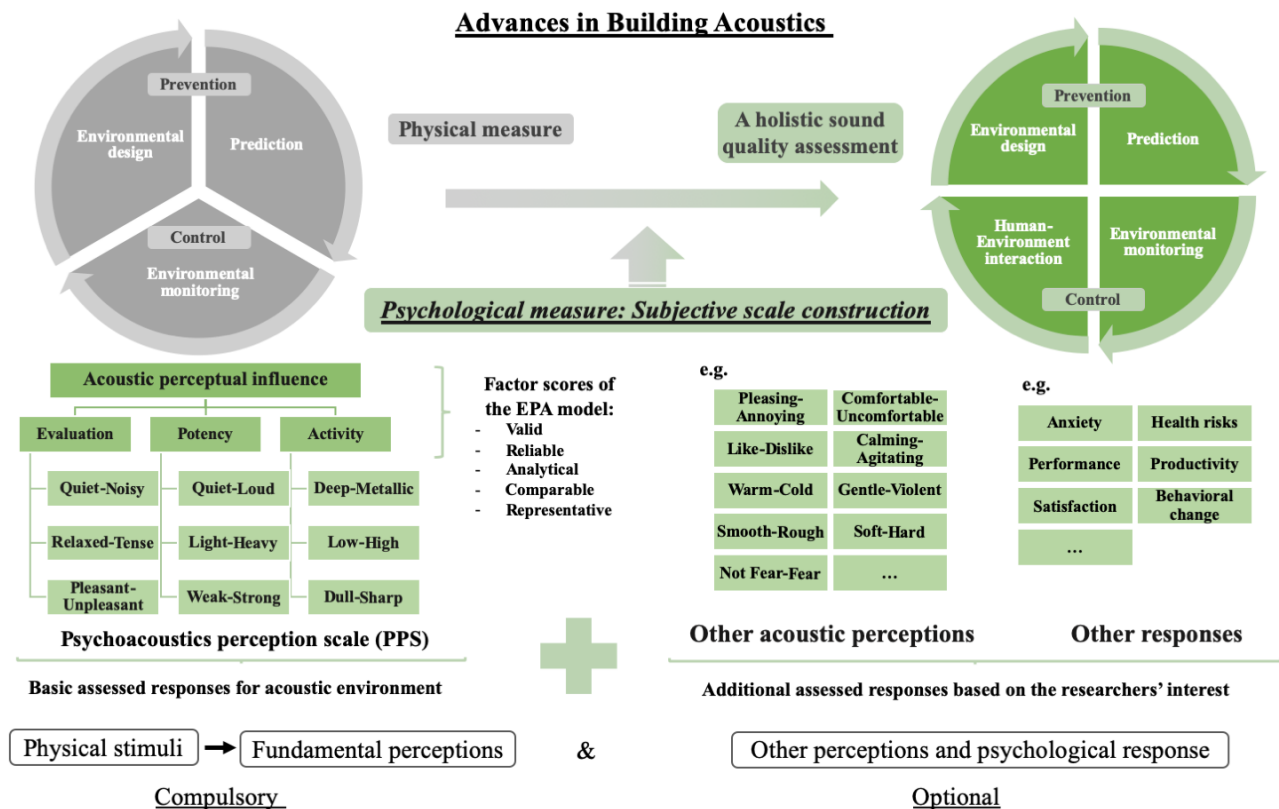 Advances in Building Acoustics
Prevention
Environmental
design
Prediction
Control
Environmental
monitoring
Physical measure
A holistic sound
quality assessment
Prevention
Environmental
design
Prediction
Human-
Environment
interaction
Environmental
monitoring
Control
Psychological measure: Subjective scale construction
Acoustic perceptual influence
Evaluation
Potency
Activity
Quiet-Noisy
Quiet-Loud
Deep-Metallic
Relaxed-Tense
Light-Heavy
Low-High
Pleasant-
Unpleasant
Weak-Strong
Dull-Sharp
Psychoacoustics perception scale (PPS)
Basic assessed responses for acoustic environment
Factor scores of
the EPA model:
- Valid
- Reliable
- Analytical
- Comparable
- Representative
e.g.
Pleasing-
Annoying
Comfortable-
Uncomfortable
Like-Dislike
Calming-
Agitating
Warm-Cold
Gentle-Violent
Smooth-Rough
Soft-Hard
Not Fear-Fear
...
Other acoustic perceptions
e.g.
Anxiety
Health risks
Performance
Productivity
Satisfaction
Behavioral
change
...
Other responses
Additional assessed responses based on the researchers’ interest
Physical stimuli
Fundamental perceptions
&
Other perceptions and psychological response
Compulsory
Optional